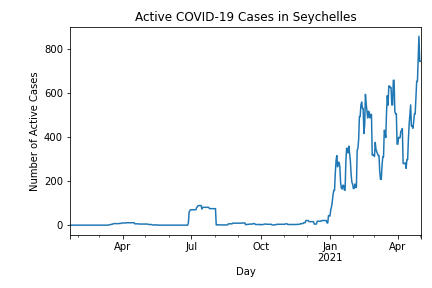 Active COVID-19 Cases in Seychelles
Number of Active Cases
800
600
400
200
0
Apr
Jul
Oct
Jan
2021
Apr
Day